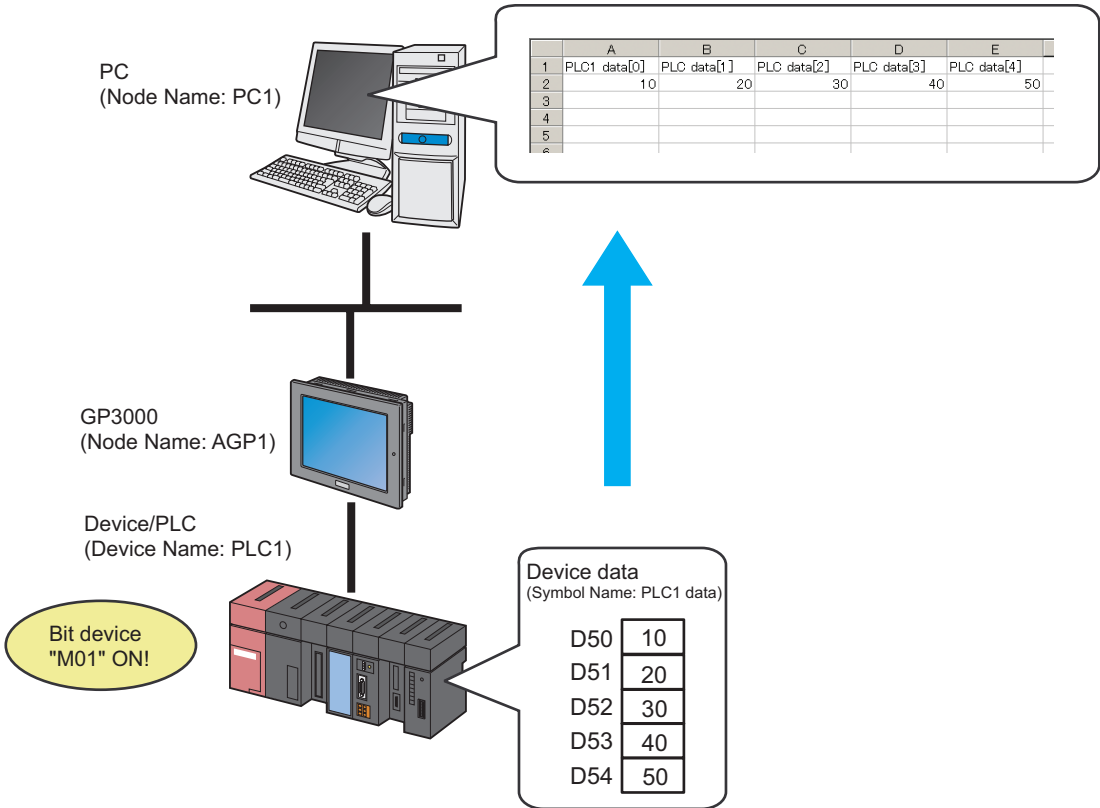 PC
(Node Name: PC1)
A B C D E
1 PLC1 data[0] PLC data[1] PLC data[2] PLC data[3] PLC data[4]
2 10 20 30 40 50
3
4
5
6
GP3000
(Node Name: AGP1)
Device/PLC
(Device Name: PLC1)
Bit device
"M01" ON!
Device data
(Symbol Name: PLC1 data)
D50 10
D51 20
D52 30
D53 40
D54 50